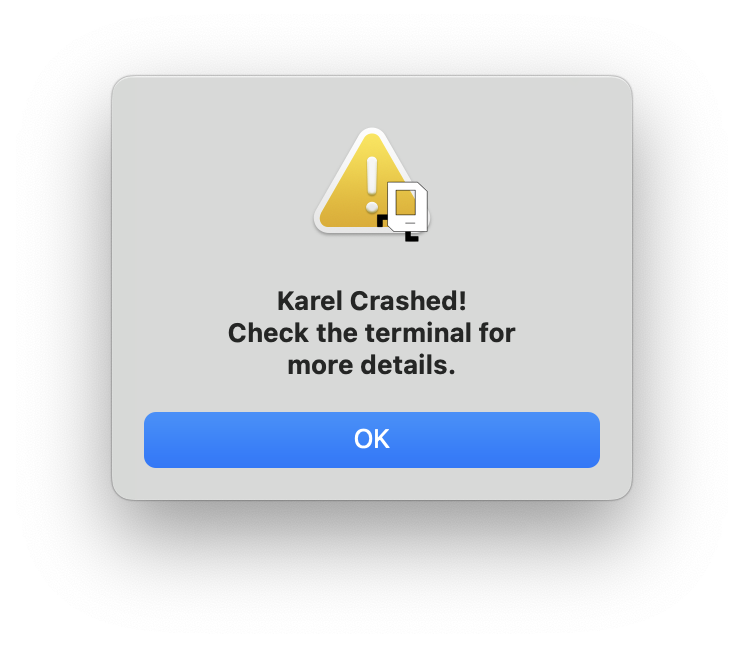 Karel Crashed!
Check the terminal for
more details.
OK